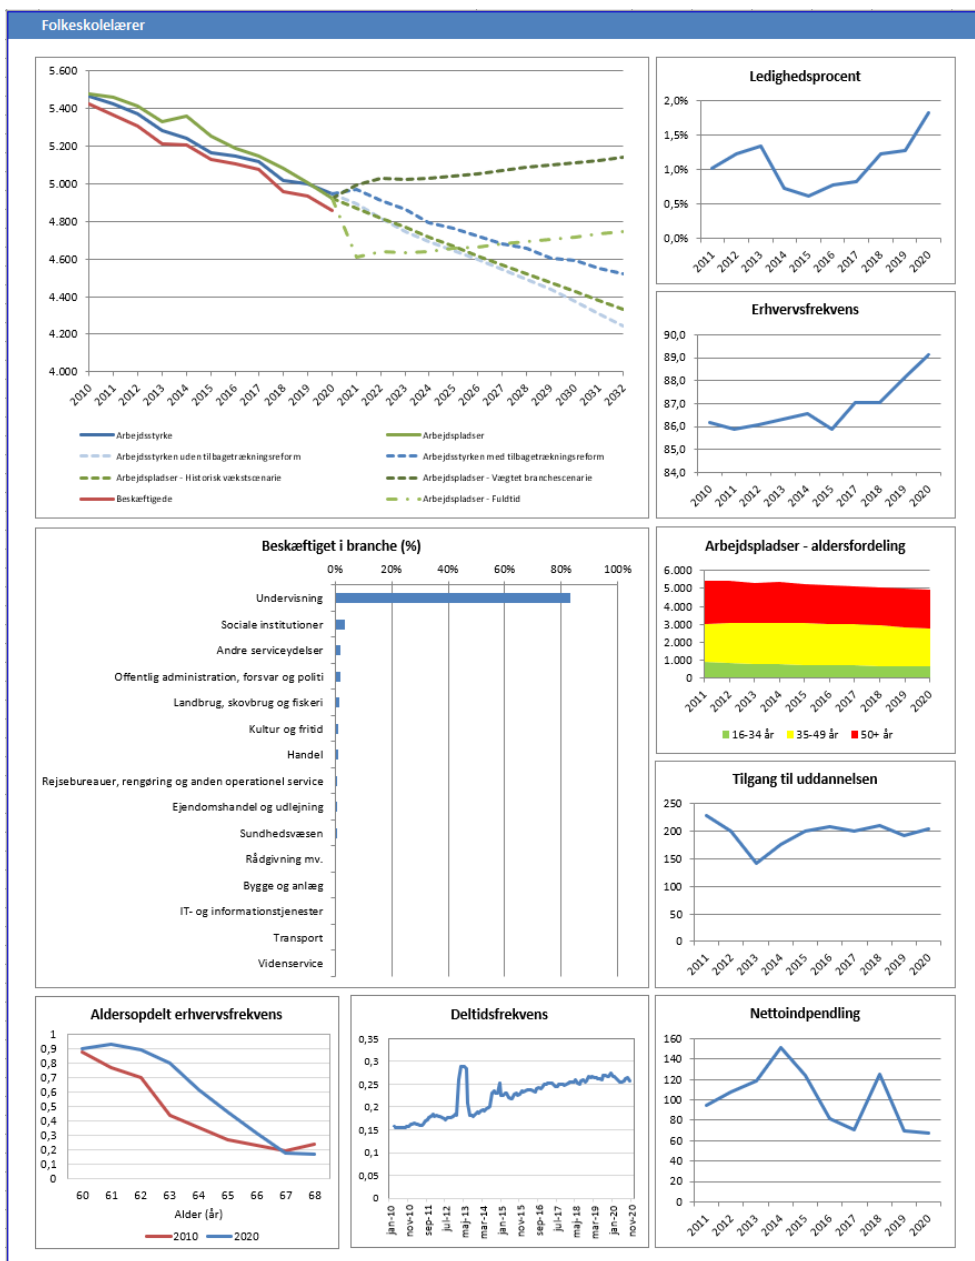 Folkeskolelærer
5.600
5.400
5.200
5.000
4.800
4.600
4.400
4.200
4.000
2010 2011 2012 2013 2014 2015 2016 2017 2018 2019 2020 2021 2022 2023 2024 2025 2026 2027 2028 2029 2030 2031 2032
Arbejdsstyrke
Arbejdspladser
Arbejdsstyrken uden tilbagetrækningsreform
Arbejdsstyrken med tilbagetrækningsreform
Arbejdspladser - Historisk vækstscenarie
Arbejdspladser - Vægtet branchescenarie
Beskæftigede
Arbejdspladser - Fuldtid
Ledighedsprocent
2,0%
1,5%
1,0%
0,5%
0,0%
2011 2012 2013 2014 2015 2016 2017 2018 2019 2020
Erhvervsfrekvens
90,0
89,0
88,0
87,0
86,0
85,0
84,0
2010 2011 2012 2013 2014 2015 2016 2017 2018 2019 2020
Beskæftiget i branche (%)
0% 20% 40% 60% 80% 100%
Undervisning
Sociale institutioner
Andre serviceydelser
Offentlig administration, forsvar og politi
Landbrug, skovbrug og fiskeri
Kultur og fritid
Handel
Rejsebureauer, rengøring og anden operationel service
Ejendomshandel og udlejning
Sundhedsvæsen
Rådgivning mv.
Bygge og anlæg
IT- og informationstjenester
Transport
Videnservice
Arbejdspladser - aldersfordeling
6.000
5.000
4.000
3.000
2.000
1.000
0
2011 2012 2013 2014 2015 2016 2017 2018 2019 2020
16-34 år 35-49 år 50+ år
Tilgang til uddannelsen
250
200
150
100
50
0
2011 2012 2013 2014 2015 2016 2017 2018 2019 2020
Aldersopdelt erhvervsfrekvens
1
0,9
0,8
0,7
0,6
0,5
0,4
0,3
0,2
0,1
0
60 61 62 63 64 65 66 67 68
Alder (år)
2010 2020
Deltidsfrekvens
0,35
0,3
0,25
0,2
0,15
0,1
0,05
0
jan-10 nov-10 sep-11 jul-12 maj-13 mar-14 jan-15 nov-15 sep-16 jul-17 maj-18 mar-19 jan-20 nov-20
Nettoindpendling
160
140
120
100
80
60
40
20
0
2011 2012 2013 2014 2015 2016 2017 2018 2019 2020